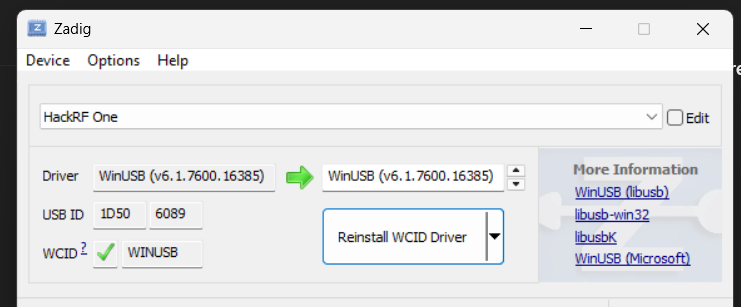 Zadig
Device Options Help
HackRF One
Edit
Driver WinUSB (v6.1.7600.16385) WinUSB (v6.1.7600.16385)
USB ID 1D50 6089
WCID ? WINUSB
Reinstall WCID Driver
More Information
WinUSB (libusb)
libusb-win32
libusbK
WinUSB (Microsoft)